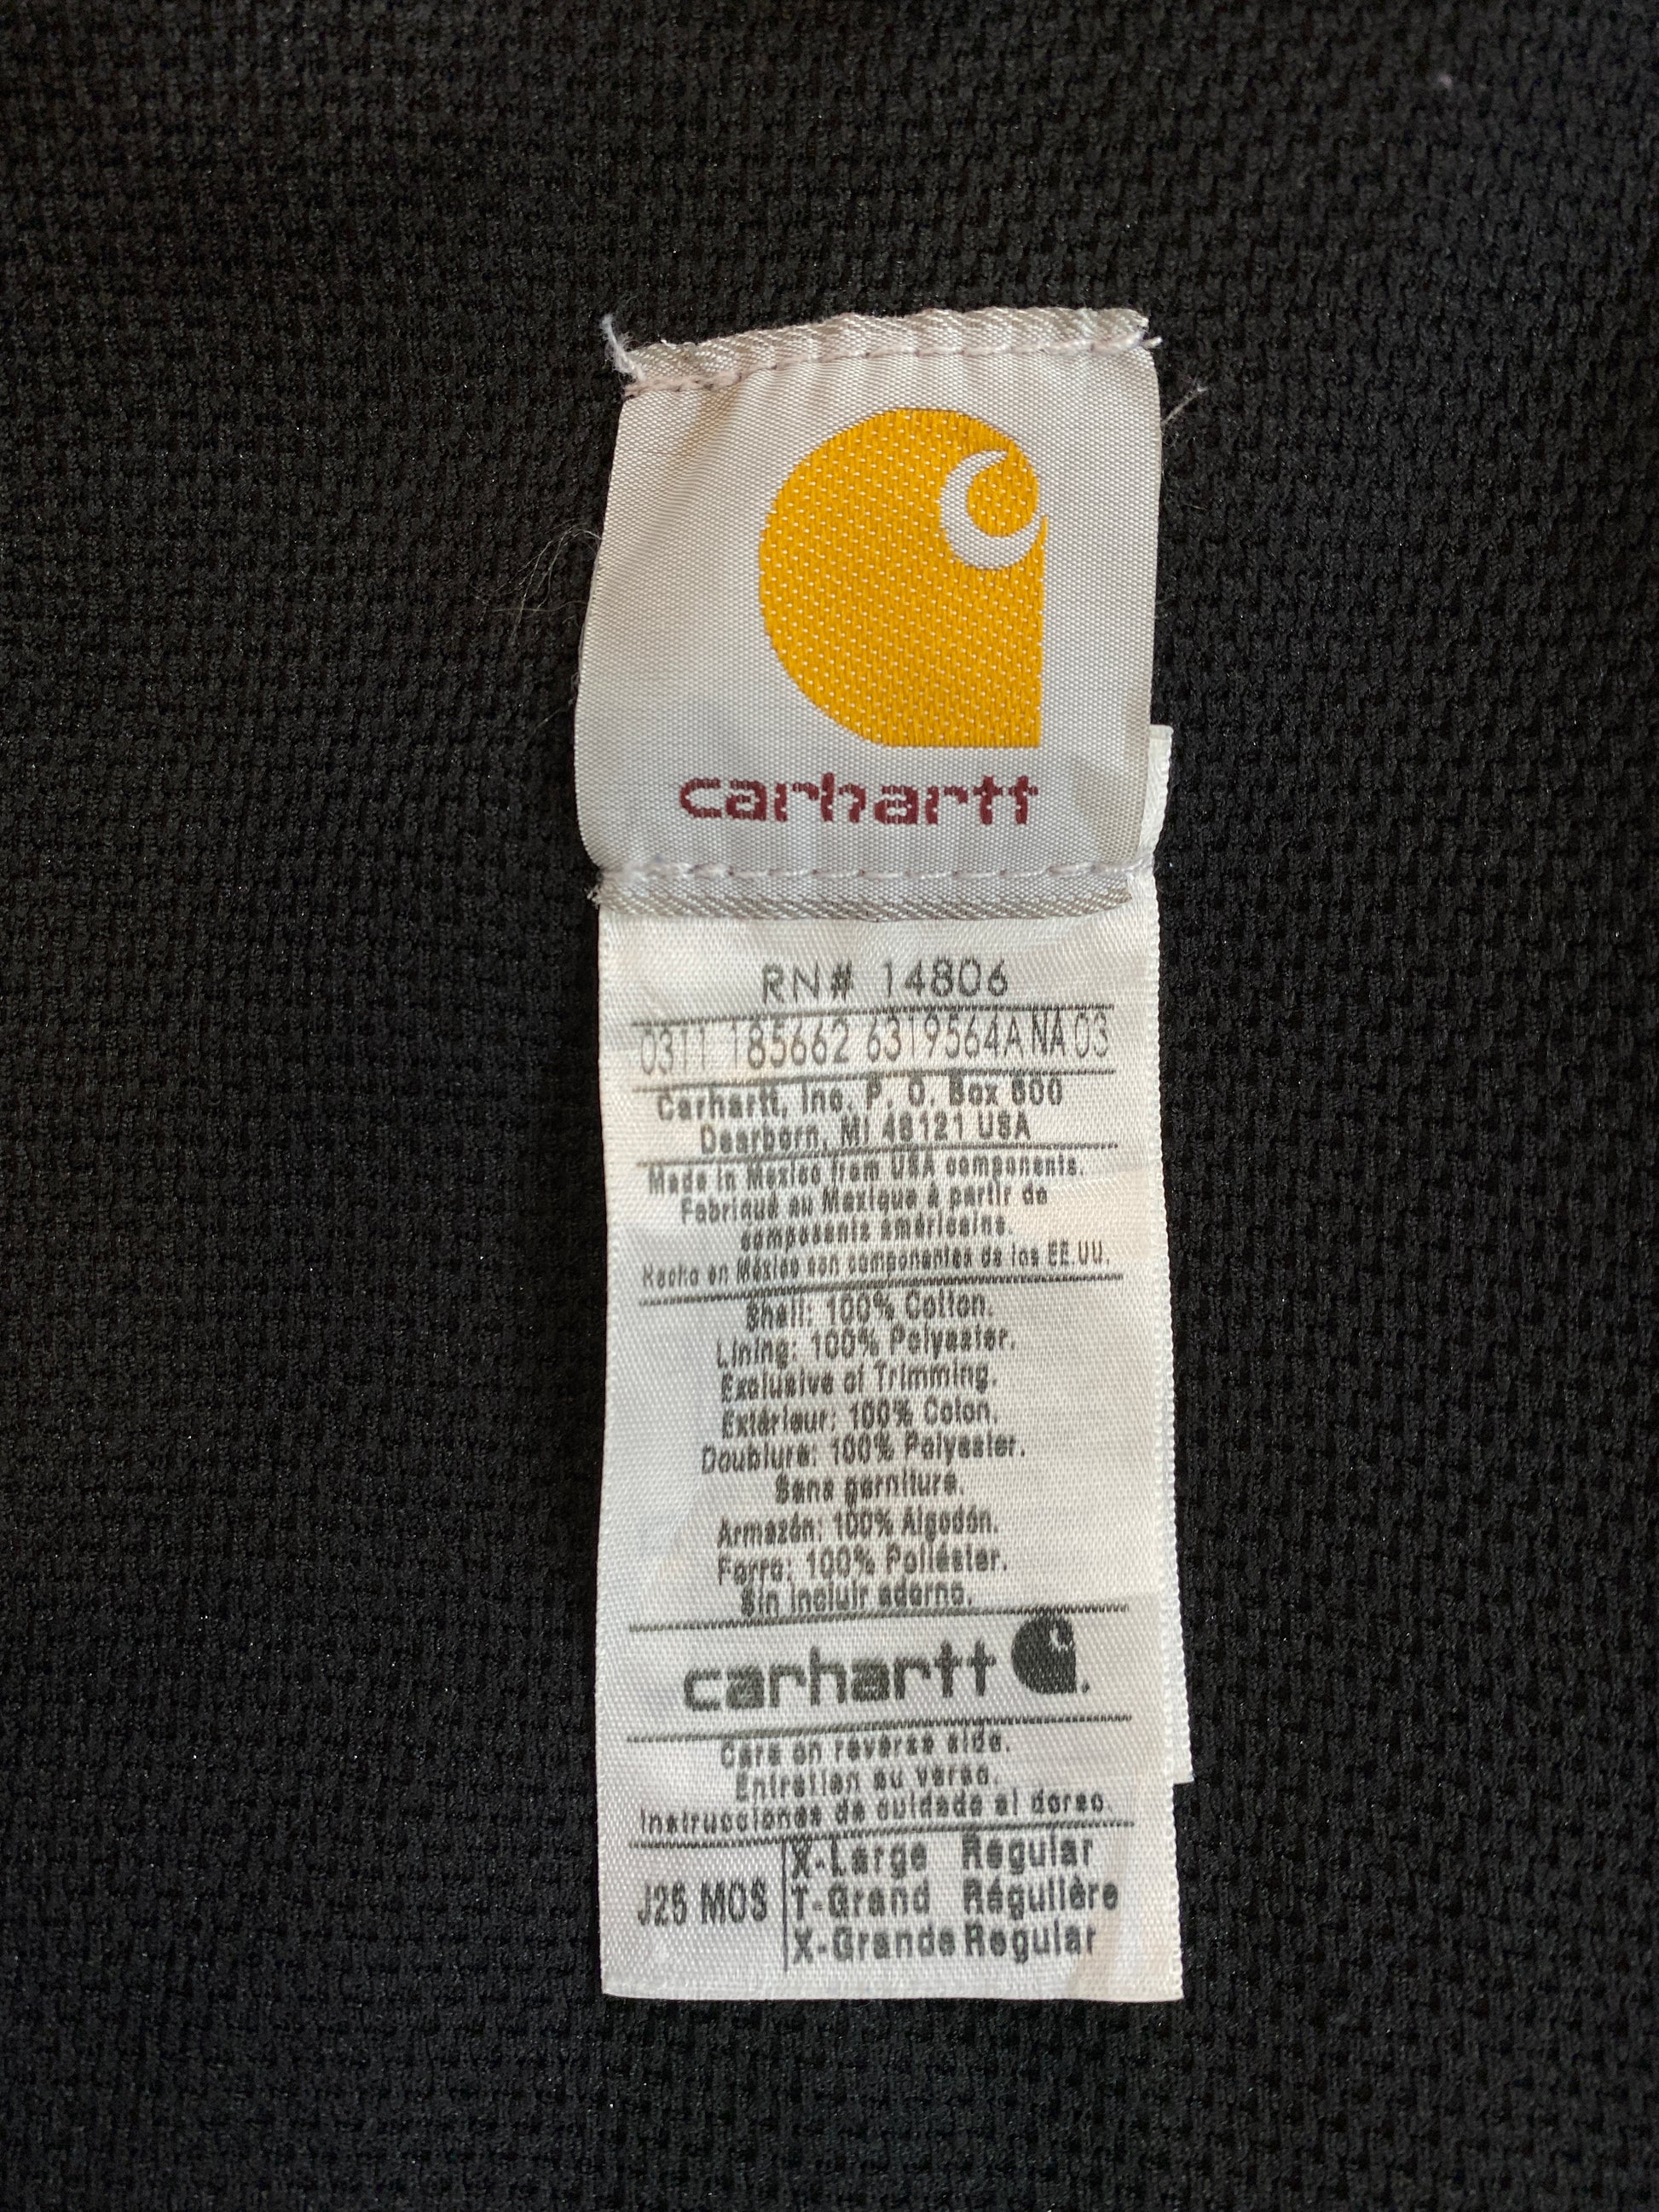 carhartt
RN# 14806
0311 185662 6319564A NA 03
Carhartt, Inc. P. O. Box 600
Dearborn, MI 48121 USA
Made in Mexico from USA components.
Fabriqué au Mexique à partir de
composants américains.
Hecho en México con componentes de los EE.UU.
Shell: 100% Cotton.
Lining: 100% Polyester.
Exclusive of Trimming.
Extérieur: 100% Coton.
Doublure: 100% Polyester.
Sans garniture.
Armazón: 100% Algodón.
Forro: 100% Poliéster.
Sin incluir adorno.
carhartt
Care on reverse side.
Entretien au verso.
Instrucciones de cuidado al dorso.
X-Large Regular
J25 MOS T-Grand Régulière
X-Grande Regular